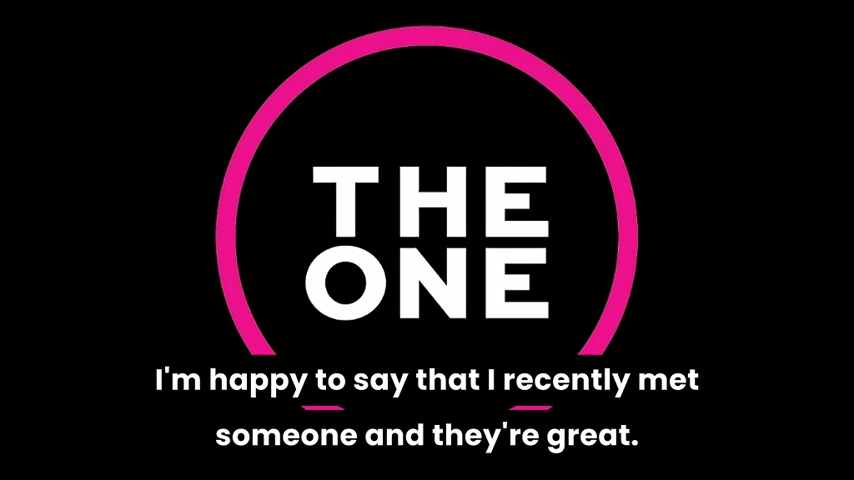 THE
ONE
I'm happy to say that I recently met
someone and they're great.